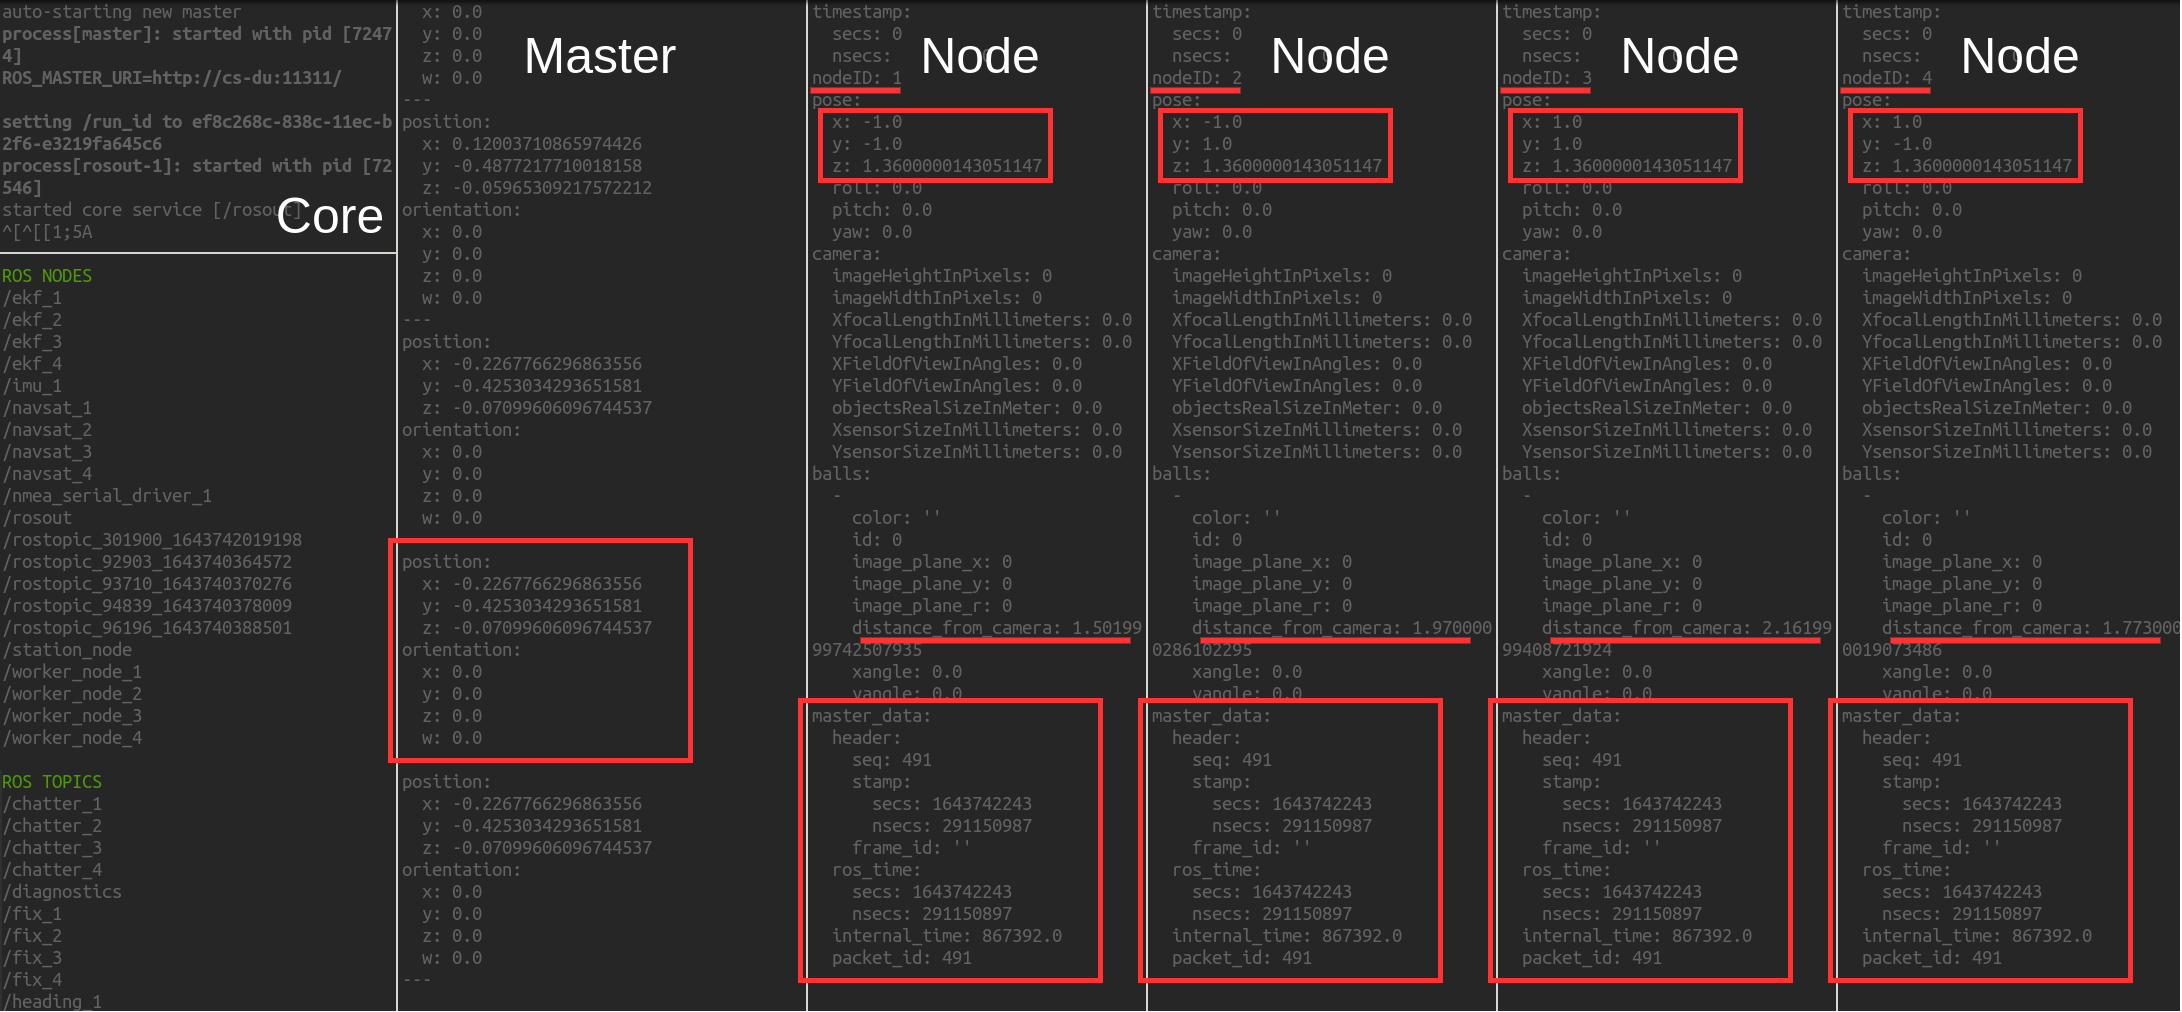 auto-starting new master
process[master]: started with pid [7247
4]
ROS_MASTER_URI=http://cs-du:11311/
setting /run_id to ef8c268c-838c-11ec-b
2f6-e3219fa645c6
process[rosout-1]: started with pid [72
546]
started core service [/rosout]
^[^[[1;5A
Core
ROS NODES
/ekf_1
/ekf_2
/ekf_3
/ekf_4
/imu_1
/navsat_1
/navsat_2
/navsat_3
/navsat_4
/nmea_serial_driver_1
/rosout
/rostopic_301900_1643742019198
/rostopic_92903_1643740364572
/rostopic_93710_1643740370276
/rostopic_94839_1643740378009
/rostopic_96196_1643740388501
/station_node
/worker_node_1
/worker_node_2
/worker_node_3
/worker_node_4
ROS TOPICS
/chatter_1
/chatter_2
/chatter_3
/chatter_4
/diagnostics
/fix_1
/fix_2
/fix_3
/fix_4
/heading_1
Master
x: 0.0
y: 0.0
z: 0.0
w: 0.0
---
position:
x: 0.12003710865974426
y: -0.4877217710018158
z: -0.05965309217572212
orientation:
x: 0.0
y: 0.0
z: 0.0
w: 0.0
---
position:
x: -0.2267766296863556
y: -0.4253034293651581
z: -0.07099606096744537
orientation:
x: 0.0
y: 0.0
z: 0.0
w: 0.0
position:
x: -0.2267766296863556
y: -0.4253034293651581
z: -0.07099606096744537
orientation:
x: 0.0
y: 0.0
z: 0.0
w: 0.0
position:
x: -0.2267766296863556
y: -0.4253034293651581
z: -0.07099606096744537
orientation:
x: 0.0
y: 0.0
z: 0.0
w: 0.0
---
Node
timestamp:
secs: 0
nsecs: 0
nodeID: 1
pose:
x: -1.0
y: -1.0
z: 1.3600000143051147
roll: 0.0
pitch: 0.0
yaw: 0.0
camera:
imageHeightInPixels: 0
imageWidthInPixels: 0
XfocalLengthInMillimeters: 0.0
YfocalLengthInMillimeters: 0.0
XFieldOfViewInAngles: 0.0
YFieldOfViewInAngles: 0.0
objectsRealSizeInMeter: 0.0
XsensorSizeInMillimeters: 0.0
YsensorSizeInMillimeters: 0.0
balls:
-
color: ''
id: 0
image_plane_x: 0
image_plane_y: 0
image_plane_r: 0
distance_from_camera: 1.50199
99742507935
xangle: 0.0
yangle: 0.0
master_data:
header:
seq: 491
stamp:
secs: 1643742243
nsecs: 291150987
frame_id: ''
ros_time:
secs: 1643742243
nsecs: 291150897
internal_time: 867392.0
packet_id: 491
Node
timestamp:
secs: 0
nsecs: 0
nodeID: 2
pose:
x: -1.0
y: 1.0
z: 1.3600000143051147
roll: 0.0
pitch: 0.0
yaw: 0.0
camera:
imageHeightInPixels: 0
imageWidthInPixels: 0
XfocalLengthInMillimeters: 0.0
YfocalLengthInMillimeters: 0.0
XFieldOfViewInAngles: 0.0
YFieldOfViewInAngles: 0.0
objectsRealSizeInMeter: 0.0
XsensorSizeInMillimeters: 0.0
YsensorSizeInMillimeters: 0.0
balls:
-
color: ''
id: 0
image_plane_x: 0
image_plane_y: 0
image_plane_r: 0
distance_from_camera: 1.970000
0286102295
xangle: 0.0
yangle: 0.0
master_data:
header:
seq: 491
stamp:
secs: 1643742243
nsecs: 291150987
frame_id: ''
ros_time:
secs: 1643742243
nsecs: 291150897
internal_time: 867392.0
packet_id: 491
Node
timestamp:
secs: 0
nsecs: 0
nodeID: 3
pose:
x: 1.0
y: 1.0
z: 1.3600000143051147
roll: 0.0
pitch: 0.0
yaw: 0.0
camera:
imageHeightInPixels: 0
imageWidthInPixels: 0
XfocalLengthInMillimeters: 0.0
YfocalLengthInMillimeters: 0.0
XFieldOfViewInAngles: 0.0
YFieldOfViewInAngles: 0.0
objectsRealSizeInMeter: 0.0
XsensorSizeInMillimeters: 0.0
YsensorSizeInMillimeters: 0.0
balls:
-
color: ''
id: 0
image_plane_x: 0
image_plane_y: 0
image_plane_r: 0
distance_from_camera: 2.16199
99408721924
xangle: 0.0
yangle: 0.0
master_data:
header:
seq: 491
stamp:
secs: 1643742243
nsecs: 291150987
frame_id: ''
ros_time:
secs: 1643742243
nsecs: 291150897
internal_time: 867392.0
packet_id: 491
Node
timestamp:
secs: 0
nsecs: 0
nodeID: 4
pose:
x: 1.0
y: -1.0
z: 1.3600000143051147
roll: 0.0
pitch: 0.0
yaw: 0.0
camera:
imageHeightInPixels: 0
imageWidthInPixels: 0
XfocalLengthInMillimeters: 0.0
YfocalLengthInMillimeters: 0.0
XFieldOfViewInAngles: 0.0
YFieldOfViewInAngles: 0.0
objectsRealSizeInMeter: 0.0
XsensorSizeInMillimeters: 0.0
YsensorSizeInMillimeters: 0.0
balls:
-
color: ''
id: 0
image_plane_x: 0
image_plane_y: 0
image_plane_r: 0
distance_from_camera: 1.773000
0019073486
xangle: 0.0
yangle: 0.0
master_data:
header:
seq: 491
stamp:
secs: 1643742243
nsecs: 291150987
frame_id: ''
ros_time:
secs: 1643742243
nsecs: 291150897
internal_time: 867392.0
packet_id: 491